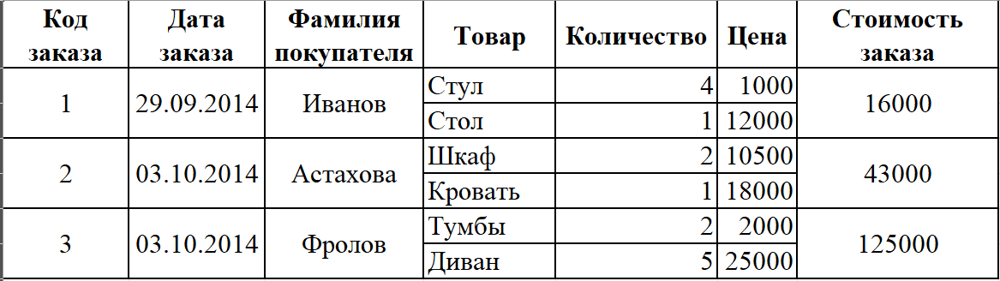 Код заказа | Дата заказа | Фамилия покупателя | Товар | Количество | Цена | Стоимость заказа
1 | 29.09.2014 | Иванов | Стул | 4 | 1000 | 16000
Стол | 1 | 12000
2 | 03.10.2014 | Астахова | Шкаф | 2 | 10500 | 43000
Кровать | 1 | 18000
3 | 03.10.2014 | Фролов | Тумбы | 2 | 2000 | 125000
Диван | 5 | 25000